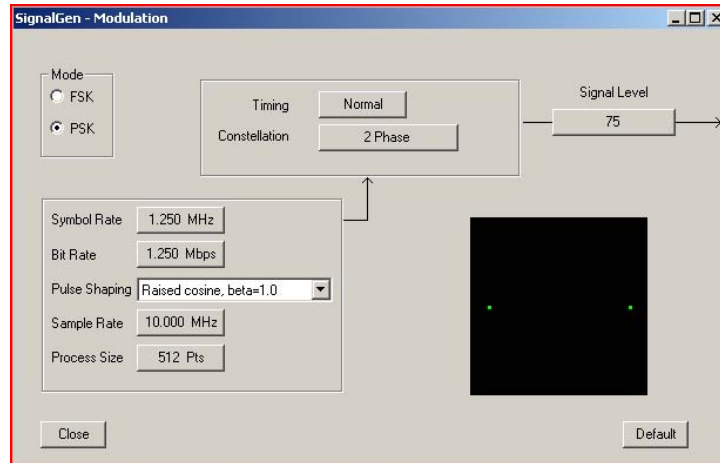 SignalGen - Modulation
Mode
FSK
PSK
Timing
Normal
Constellation
2 Phase
Signal Level
75
Symbol Rate
1.250 MHz
Bit Rate
1.250 Mbps
Pulse Shaping
Raised cosine, beta=1.0
Sample Rate
10.000 MHz
Process Size
512 Pts
Close
Default